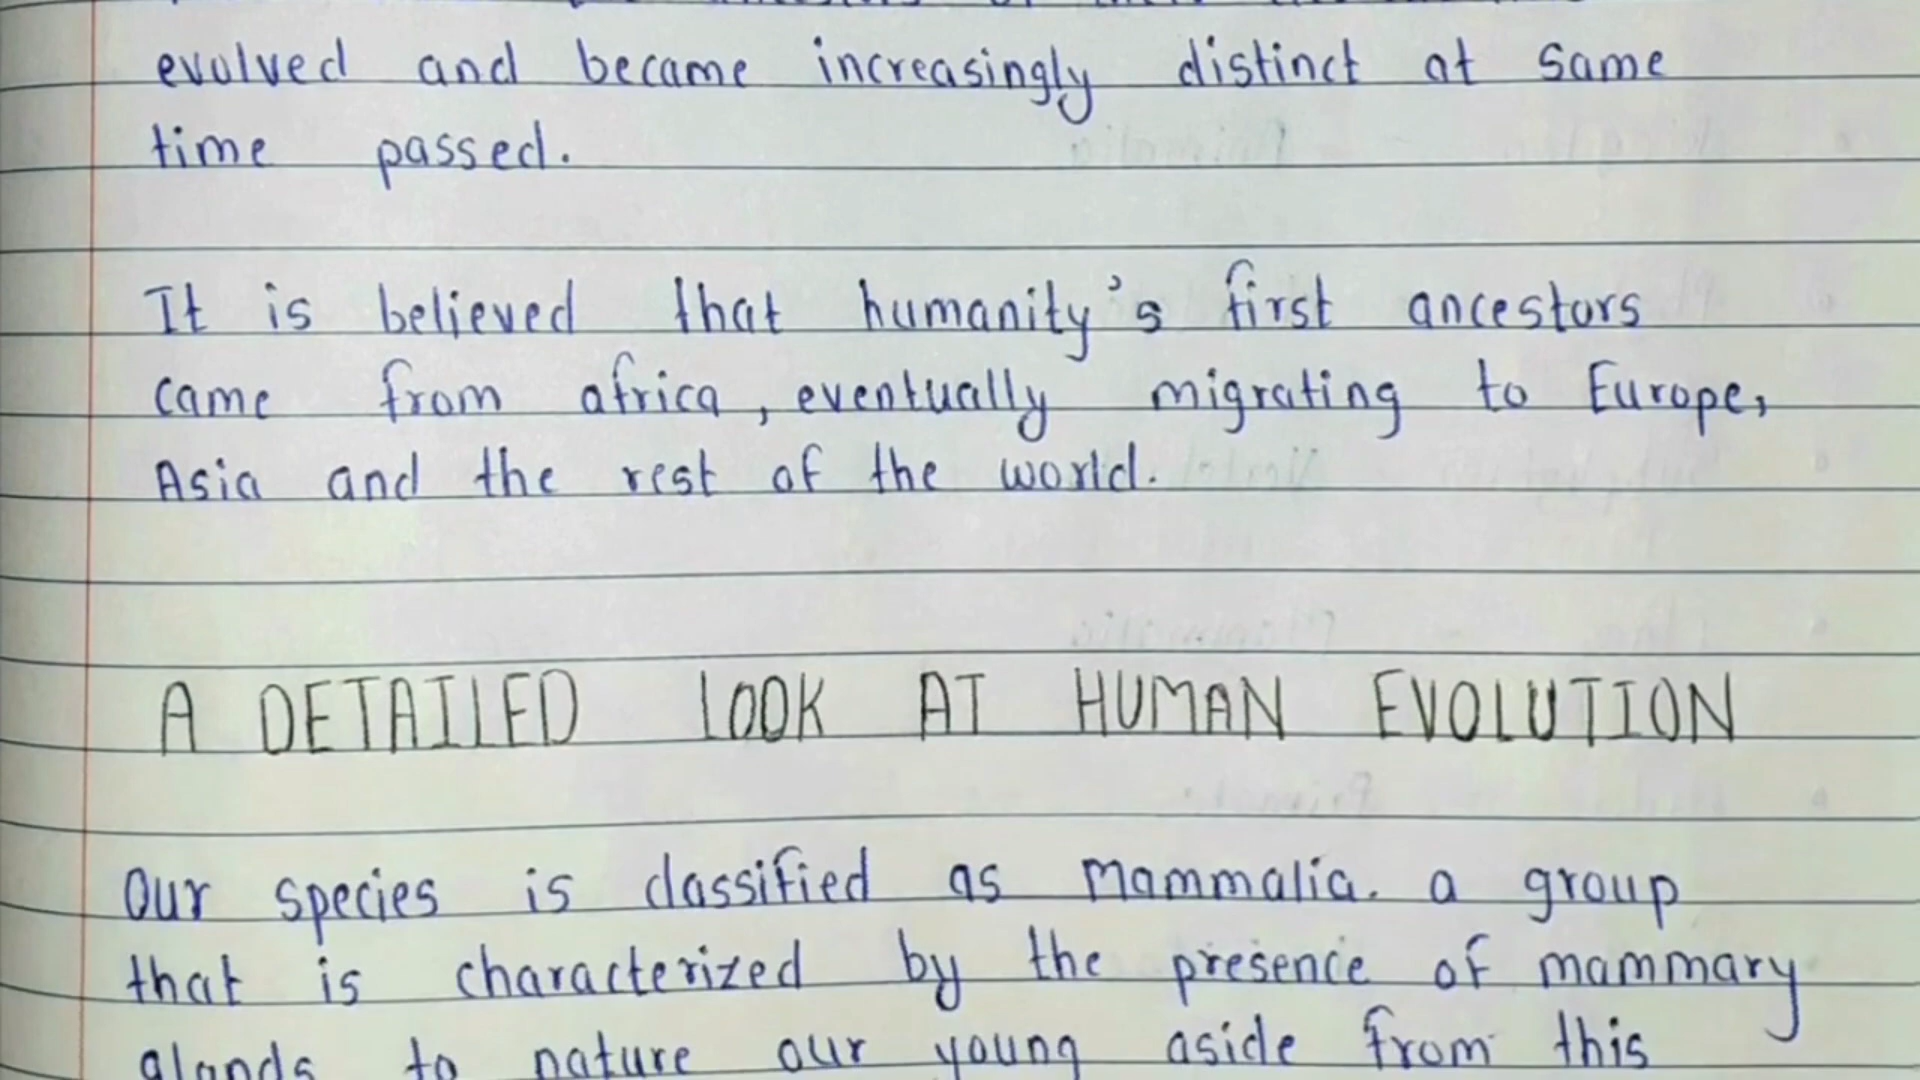 evolved and became increasingly distinct at same
time passed.
It is believed that humanity's first ancestors
came from africa, eventually migrating to Europe,
Asia and the rest of the world.
A DETAILED LOOK AT HUMAN EVOLUTION
Our species is classified as Mammalia. a group
that is characterized by the presence of mammary
glands to nature our young aside from this